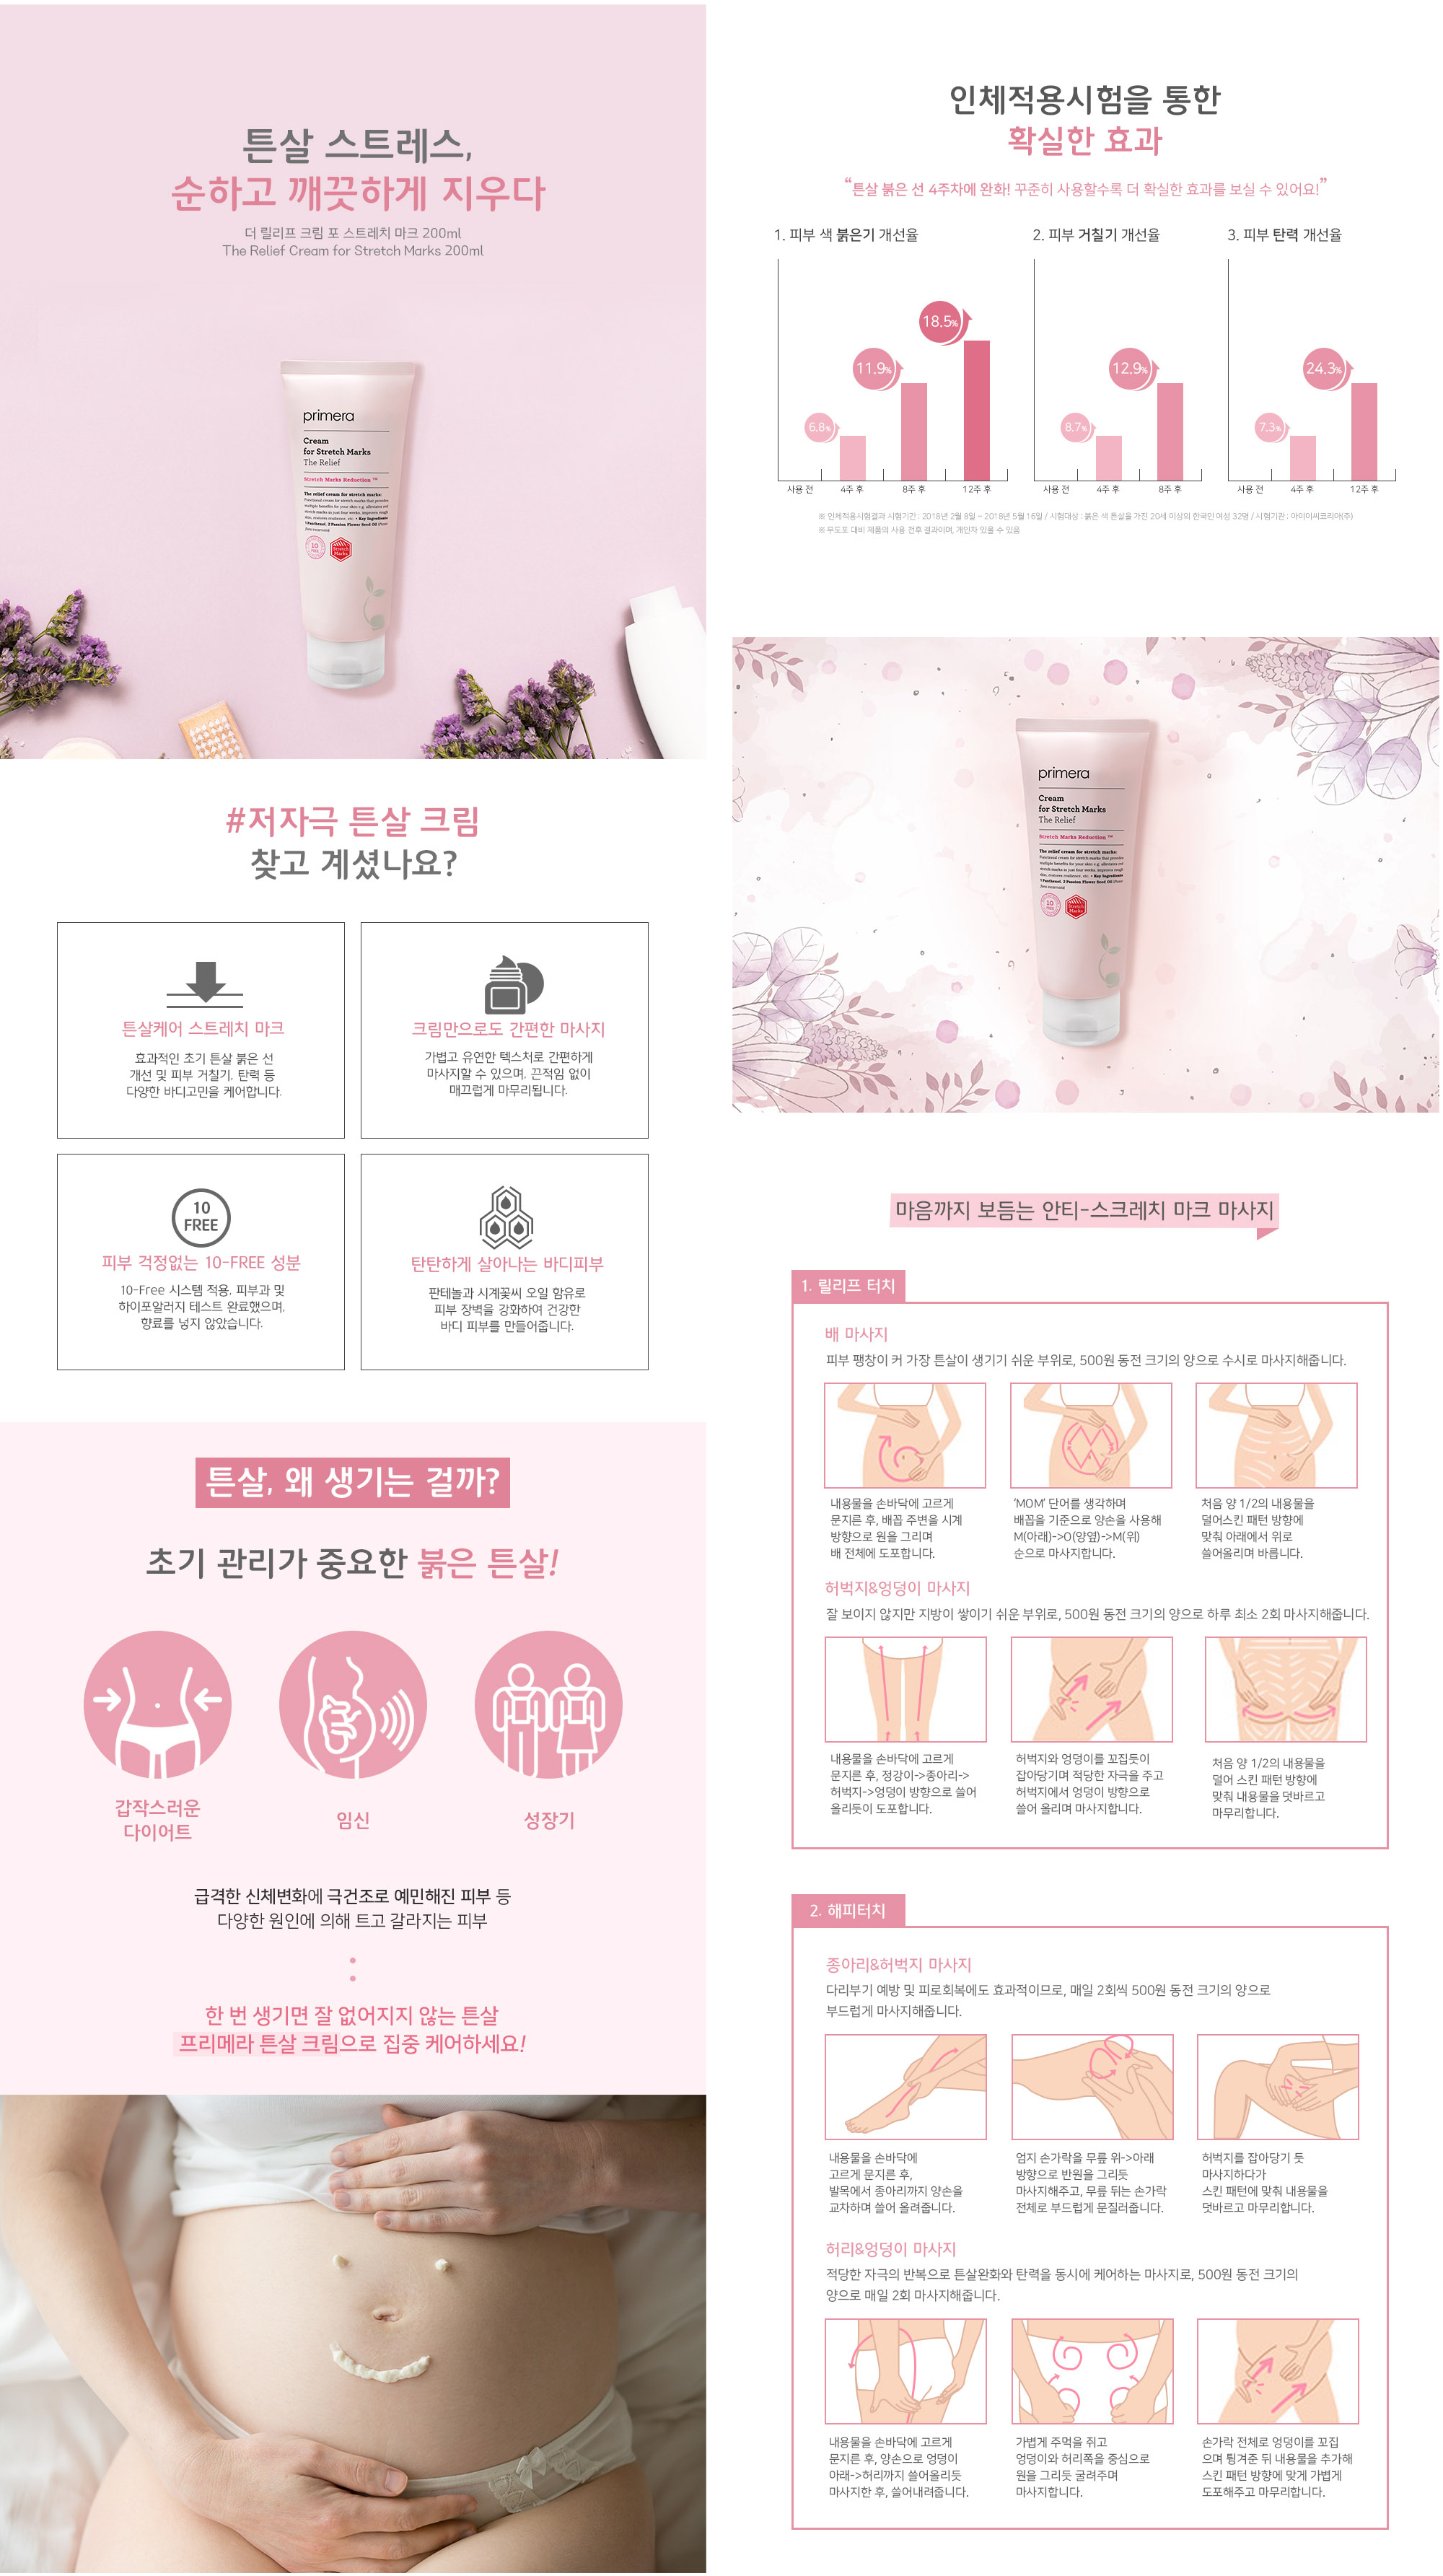 튼살 스트레스,
순하고 깨끗하게 지우다
더 릴리프 크림 포 스트레치 마크 200ml
The Relief Cream for Stretch Marks 200ml
primera
Cream
for Stretch Marks
The Relief
Stretch Marks Reduction ™
The relief cream for stretch marks:
10
FREE
Stretch
Marks
#저자극 튼살 크림
찾고 계셨나요?
튼살케어 스트레치 마크
효과적인 초기 튼살 붉은 선
개선 및 피부 거칠기, 탄력 등
다양한 바디고민을 케어합니다.
크림만으로도 간편한 마사지
가볍고 유연한 텍스처로 간편하게
마사지할 수 있으며, 끈적임 없이
매끄럽게 마무리됩니다.
10
FREE
피부 걱정없는 10-FREE 성분
10-Free 시스템 적용, 피부과 및
하이포알러지 테스트 완료했으며,
향료를 넣지 않았습니다.
탄탄하게 살아나는 바디피부
판테놀과 시계꽃씨 오일 함유로
피부 장벽을 강화하여 건강한
바디 피부를 만들어줍니다.
튼살, 왜 생기는 걸까?
초기 관리가 중요한 붉은 튼살!
갑작스러운
다이어트
임신
성장기
급격한 신체변화에 극건조로 예민해진 피부 등
다양한 원인에 의해 트고 갈라지는 피부
한 번 생기면 잘 없어지지 않는 튼살
프리메라 튼살 크림으로 집중 케어하세요!
인체적용시험을 통한
확실한 효과
“튼살 붉은 선 4주차에 완화! 꾸준히 사용할수록 더 확실한 효과를 보실 수 있어요!”
1. 피부 색 붉은기 개선율
6.8%
11.9%
18.5%
사용 전 4주 후 8주 후 12주 후
2. 피부 거칠기 개선율
8.7%
12.9%
사용 전 4주 후 8주 후
3. 피부 탄력 개선율
7.3%
24.3%
사용 전 4주 후 12주 후
※ 인체적용시험결과 시험기간 : 2018년 2월 8일 ~ 2018년 5월 16일 / 시험대상 : 붉은 색 튼살을 가진 20세 이상의 한국인 여성 32명 / 시험기관 : 아이이씨코리아(주)
※ 무도포 대비 제품의 사용 전후 결과이며, 개인차 있을 수 있음
primera
Cream
for Stretch Marks
The Relief
Stretch Marks Reduction ™
The relief cream for stretch marks:
10
FREE
Stretch
Marks
마음까지 보듬는 안티-스크레치 마크 마사지
1. 릴리프 터치
배 마사지
피부 팽창이 커 가장 튼살이 생기기 쉬운 부위로, 500원 동전 크기의 양으로 수시로 마사지해줍니다.
내용물을 손바닥에 고르게
문지른 후, 배꼽 주변을 시계
방향으로 원을 그리며
배 전체에 도포합니다.
‘MOM’ 단어를 생각하며
배꼽을 기준으로 양손을 사용해
M(아래)->O(양옆)->M(위)
순으로 마사지합니다.
처음 양 1/2의 내용물을
덜어스킨 패턴 방향에
맞춰 아래에서 위로
쓸어올리며 바릅니다.
허벅지&엉덩이 마사지
잘 보이지 않지만 지방이 쌓이기 쉬운 부위로, 500원 동전 크기의 양으로 하루 최소 2회 마사지해줍니다.
내용물을 손바닥에 고르게
문지른 후, 정강이->종아리->
허벅지->엉덩이 방향으로 쓸어
올리듯이 도포합니다.
허벅지와 엉덩이를 꼬집듯이
잡아당기며 적당한 자극을 주고
허벅지에서 엉덩이 방향으로
쓸어 올리며 마사지합니다.
처음 양 1/2의 내용물을
덜어 스킨 패턴 방향에
맞춰 내용물을 덧바르고
마무리합니다.
2. 해피터치
종아리&허벅지 마사지
다리부기 예방 및 피로회복에도 효과적이므로, 매일 2회씩 500원 동전 크기의 양으로
부드럽게 마사지해줍니다.
내용물을 손바닥에
고르게 문지른 후,
발목에서 종아리까지 양손을
교차하며 쓸어 올려줍니다.
엄지 손가락을 무릎 위->아래
방향으로 반원을 그리듯
마사지해주고, 무릎 뒤는 손가락
전체로 부드럽게 문질러줍니다.
허벅지를 잡아당기 듯
마사지하다가
스킨 패턴에 맞춰 내용물을
덧바르고 마무리합니다.
허리&엉덩이 마사지
적당한 자극의 반복으로 튼살완화와 탄력을 동시에 케어하는 마사지로, 500원 동전 크기의
양으로 매일 2회 마사지해줍니다.
내용물을 손바닥에 고르게
문지른 후, 양손으로 엉덩이
아래->허리까지 쓸어올리듯
마사지한 후, 쓸어내려줍니다.
가볍게 주먹을 쥐고
엉덩이와 허리쪽을 중심으로
원을 그리듯 굴려주며
마사지합니다.
손가락 전체로 엉덩이를 꼬집
으며 튕겨준 뒤 내용물을 추가해
스킨 패턴 방향에 맞게 가볍게
도포해주고 마무리합니다.